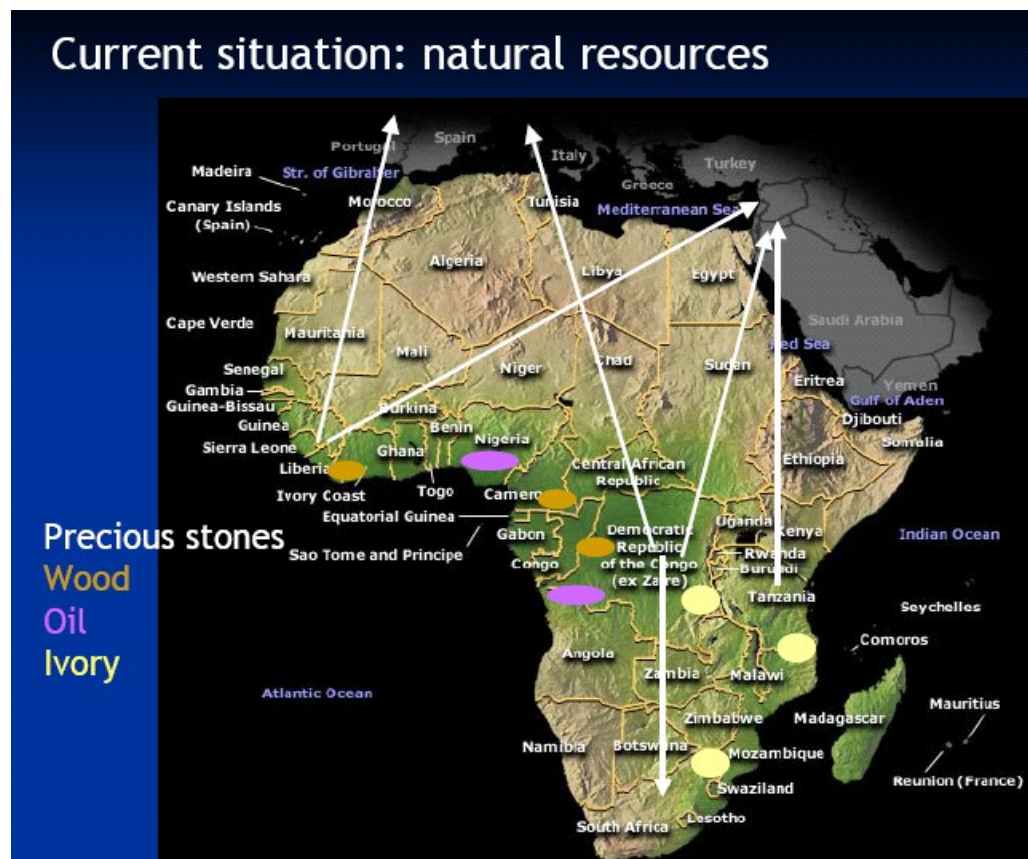 Current situation: natural resources
Portugal
Spain
Italy
Turkey
Greece
Madeira
Str. of Gibralter
Mediterranean Sea
Canary Islands
(Spain)
Morocco
Tunisia
Algeria
Libya
Egypt
Western Sahara
Saudi Arabia
Cape Verde
Mauritania
Red Sea
Mali
Niger
Chad
Sudan
Senegal
Eritrea
Yemen
Gambia
Gulf of Aden
Guinea-Bissau
Burkina
Djibouti
Guinea
Benin
Nigeria
Somalia
Sierra Leone
Ghana
Ethiopia
Liberia
Central African
Republic
Ivory Coast
Togo
Camero
Equatorial Guinea
Uganda
Kenya
Gabon
Democratic
Republic
of the Congo
(ex Zaire)
Indian Ocean
Precious stones
Sao Tome and Principe
Congo
Rwanda
Burundi
Wood
Tanzania
Seychelles
Oil
Comoros
Ivory
Angola
Zambia
Malawi
Atlantic Ocean
Zimbabwe
Madagascar
Mauritius
Namibia
Botswana
Mozambique
Reunion (France)
Swaziland
South Africa
Lesotho